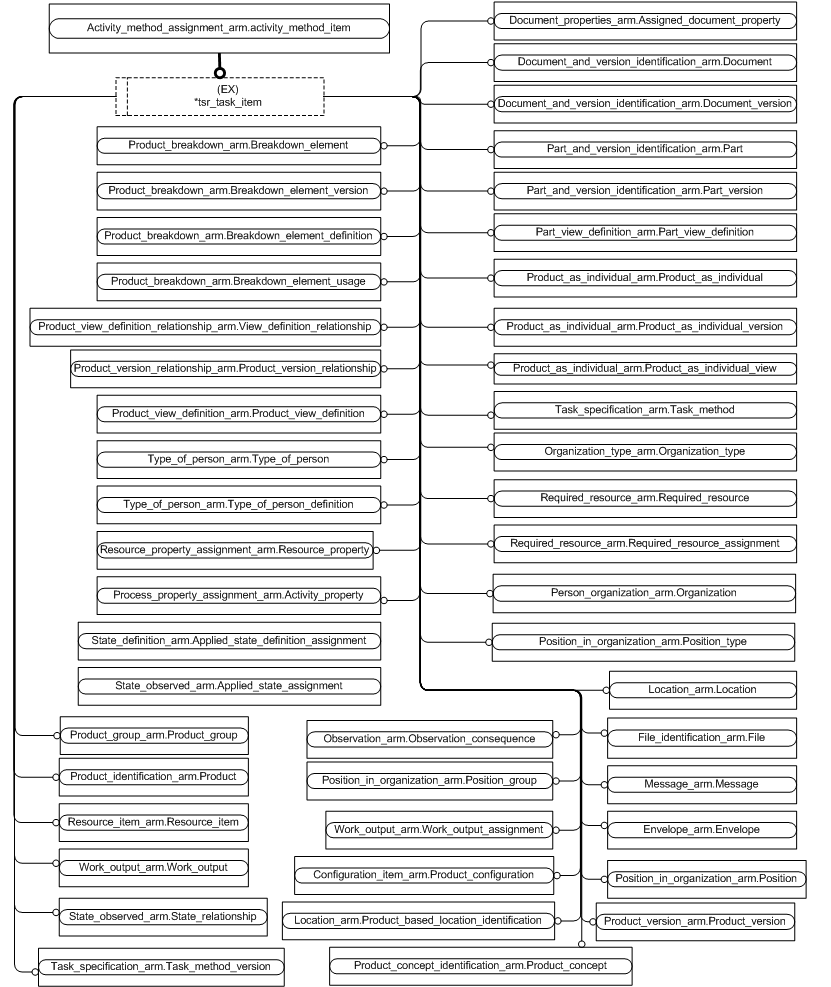 Activity_method_assignment_arm.activity_method_item
(EX)
*tsr_task_item
Product_breakdown_arm.Breakdown_element
Product_breakdown_arm.Breakdown_element_version
Product_breakdown_arm.Breakdown_element_definition
Product_breakdown_arm.Breakdown_element_usage
Product_view_definition_relationship_arm.View_definition_relationship
Product_version_relationship_arm.Product_version_relationship
Product_view_definition_arm.Product_view_definition
Type_of_person_arm.Type_of_person
Type_of_person_arm.Type_of_person_definition
Resource_property_assignment_arm.Resource_property
Process_property_assignment_arm.Activity_property
State_definition_arm.Applied_state_definition_assignment
State_observed_arm.Applied_state_assignment
Document_properties_arm.Assigned_document_property
Document_and_version_identification_arm.Document
Document_and_version_identification_arm.Document_version
Part_and_version_identification_arm.Part
Part_and_version_identification_arm.Part_version
Part_view_definition_arm.Part_view_definition
Product_as_individual_arm.Product_as_individual
Product_as_individual_arm.Product_as_individual_version
Product_as_individual_arm.Product_as_individual_view
Task_specification_arm.Task_method
Organization_type_arm.Organization_type
Required_resource_arm.Required_resource
Required_resource_arm.Required_resource_assignment
Person_organization_arm.Organization
Position_in_organization_arm.Position_type
Product_group_arm.Product_group
Product_identification_arm.Product
Resource_item_arm.Resource_item
Work_output_arm.Work_output
State_observed_arm.State_relationship
Task_specification_arm.Task_method_version
Observation_arm.Observation_consequence
Position_in_organization_arm.Position_group
Work_output_arm.Work_output_assignment
Configuration_item_arm.Product_configuration
Location_arm.Product_based_location_identification
Product_concept_identification_arm.Product_concept
Location_arm.Location
File_identification_arm.File
Message_arm.Message
Envelope_arm.Envelope
Position_in_organization_arm.Position
Product_version_arm.Product_version